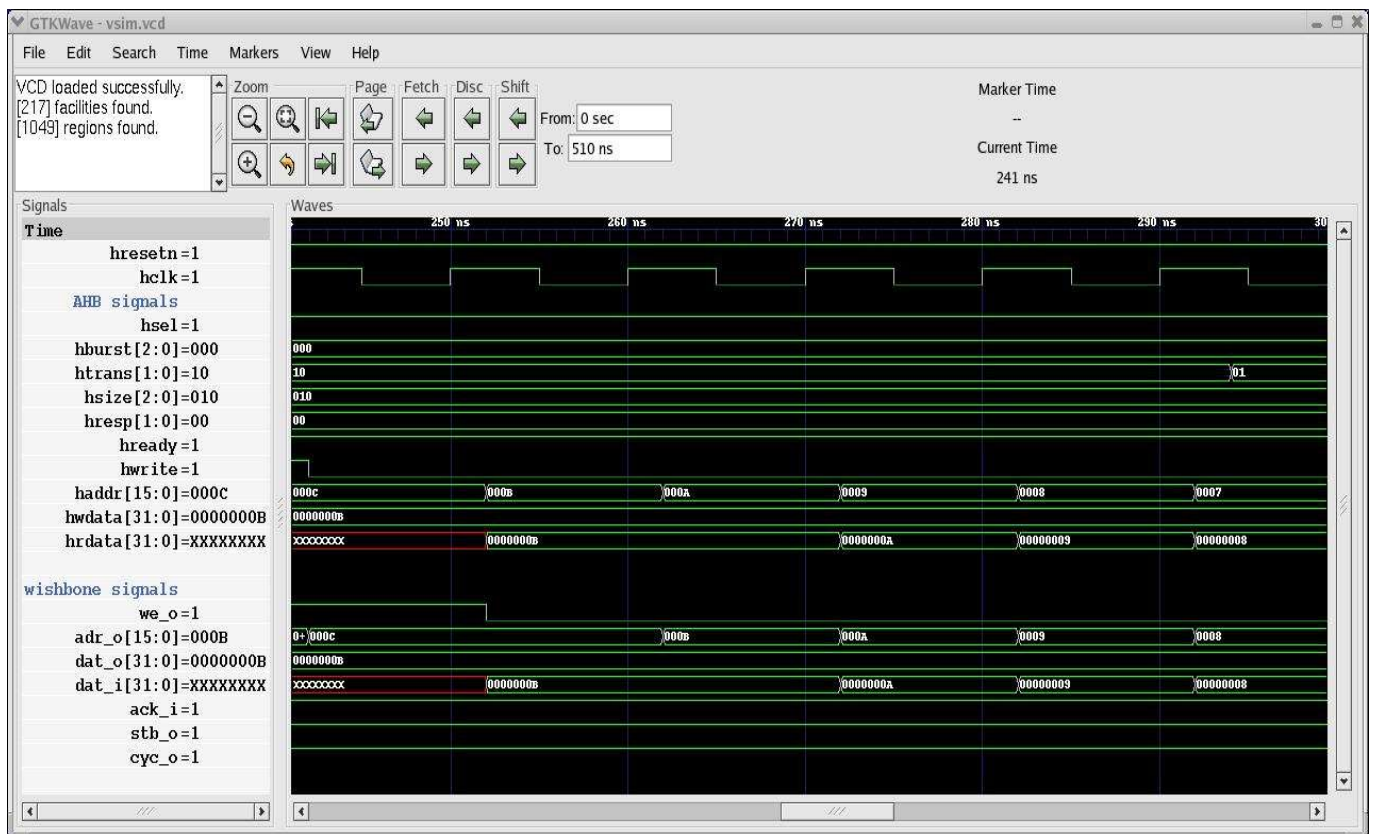 GTKWave - vsim.vcd
File Edit Search Time Markers View Help
VCD loaded successfully.
[217] facilities found.
[1049] regions found.
Zoom Page Fetch Disc Shift
From: 0 sec
To: 510 ns
Marker Time
--
Current Time
241 ns
Signals Waves
Time 250 ns 260 ns 270 ns 280 ns 290 ns 30
hresetn=1
hclk=1
AHB signals
hsel=1
hburst[2:0]=000 000
htrans[1:0]=10 10 01
hsize[2:0]=010 010
hresp[1:0]=00 00
hready=1
hwrite=1
haddr[15:0]=000C 000C 000B 000A 0009 0008 0007
hwdata[31:0]=0000000B 0000000B
hrdata[31:0]=XXXXXXXX XXXXXXXX 0000000B 0000000A 00000009 00000008
wishbone signals
we_o=1
adr_o[15:0]=000B 0+ 000C 000B 000A 0009 0008
dat_o[31:0]=0000000B 0000000B
dat_i[31:0]=XXXXXXXX XXXXXXXX 0000000B 0000000A 00000009 00000008
ack_i=1
stb_o=1
cyc_o=1